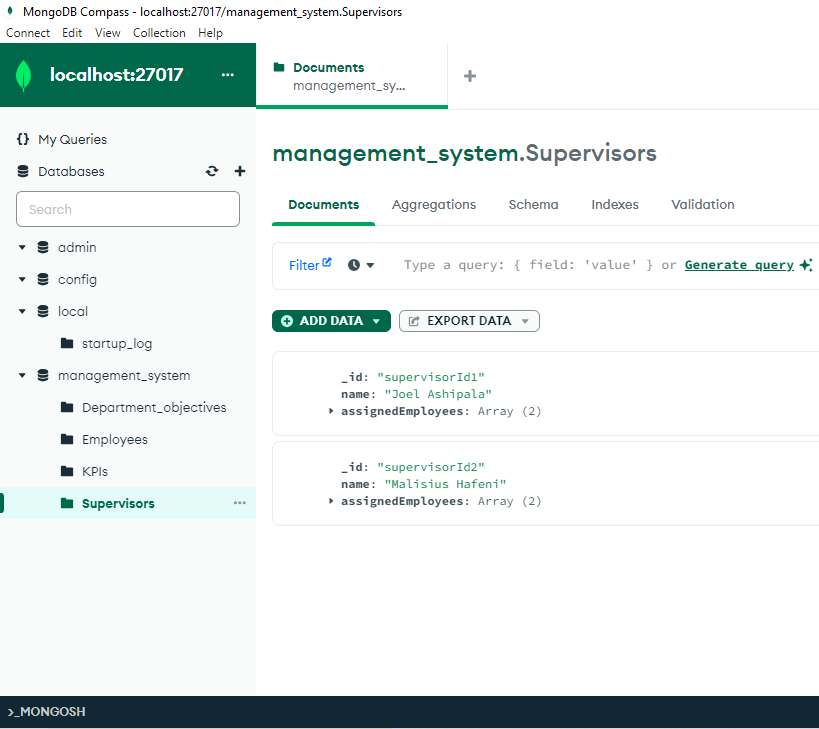 MongoDB Compass - localhost:27017/management_system.Supervisors
Connect Edit View Collection Help
localhost:27017 ...
Documents
management_sy...
{} My Queries
Databases
Search
admin
config
local
startup_log
management_system
Department_objectives
Employees
KPIs
Supervisors ...
management_system.Supervisors
Documents Aggregations Schema Indexes Validation
Filter Type a query: { field: 'value' } or Generate query
ADD DATA EXPORT DATA
_id: "supervisorId1"
name: "Joel Ashipala"
assignedEmployees: Array (2)
_id: "supervisorId2"
name: "Malisius Hafeni"
assignedEmployees: Array (2)
>_MONGOSH